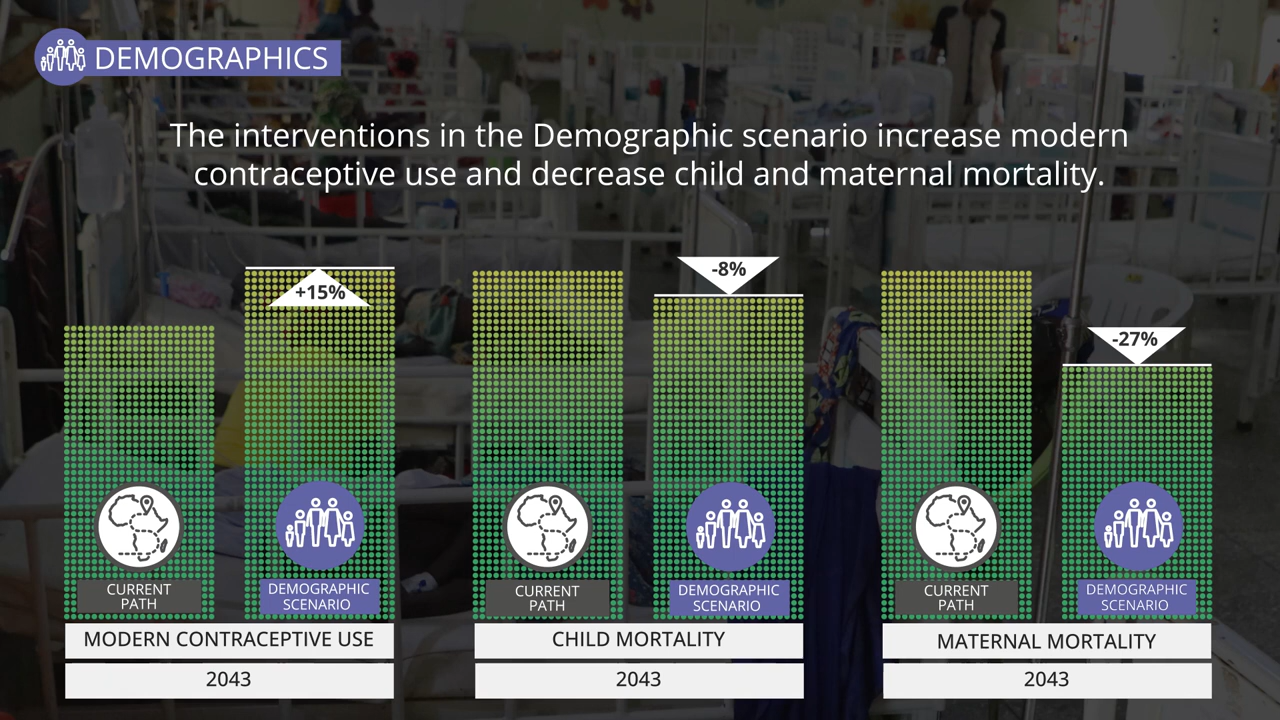 DEMOGRAPHICS
The interventions in the Demographic scenario increase modern
contraceptive use and decrease child and maternal mortality.
+15%
-8%
-27%
CURRENT
PATH
DEMOGRAPHIC
SCENARIO
CURRENT
PATH
DEMOGRAPHIC
SCENARIO
CURRENT
PATH
DEMOGRAPHIC
SCENARIO
MODERN CONTRACEPTIVE USE
CHILD MORTALITY
MATERNAL MORTALITY
2043
2043
2043